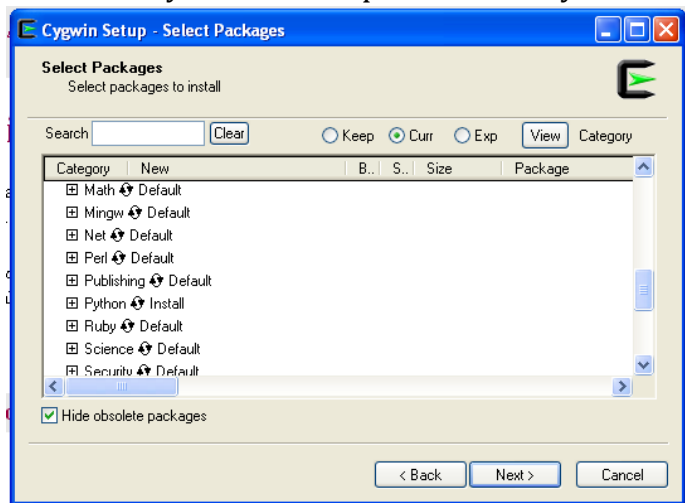 Cygwin Setup - Select Packages
Select Packages
Select packages to install
Search Clear Keep Curr Exp View Category
Category New B.. S.. Size Package
Math Default
Mingw Default
Net Default
Perl Default
Publishing Default
Python Install
Ruby Default
Science Default
Security Default
Hide obsolete packages
< Back Next > Cancel